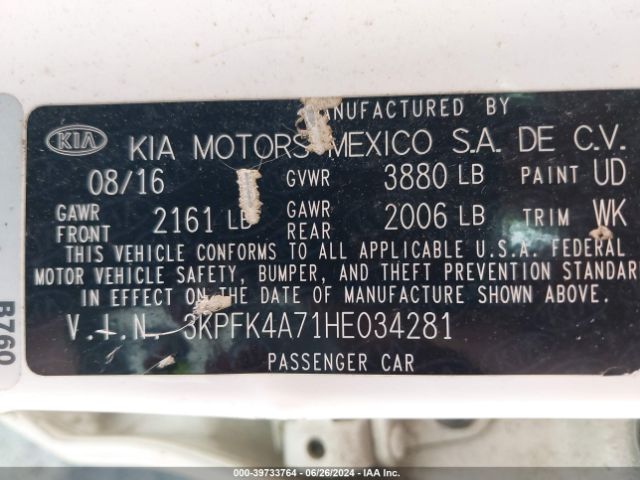 MANUFACTURED BY
KIA KIA MOTORS MEXICO S.A. DE C.V.
08/16 GVWR 3880 LB PAINT UD
GAWR FRONT 2161 LB GAWR REAR 2006 LB TRIM WK
THIS VEHICLE CONFORMS TO ALL APPLICABLE U.S.A. FEDERAL
MOTOR VEHICLE SAFETY, BUMPER, AND THEFT PREVENTION STANDARD
IN EFFECT ON THE DATE OF MANUFACTURE SHOWN ABOVE.
V.I.N. 3KPFK4A71HE034281
PASSENGER CAR
B760
000-39733764 - 06/26/2024 - IAA Inc.